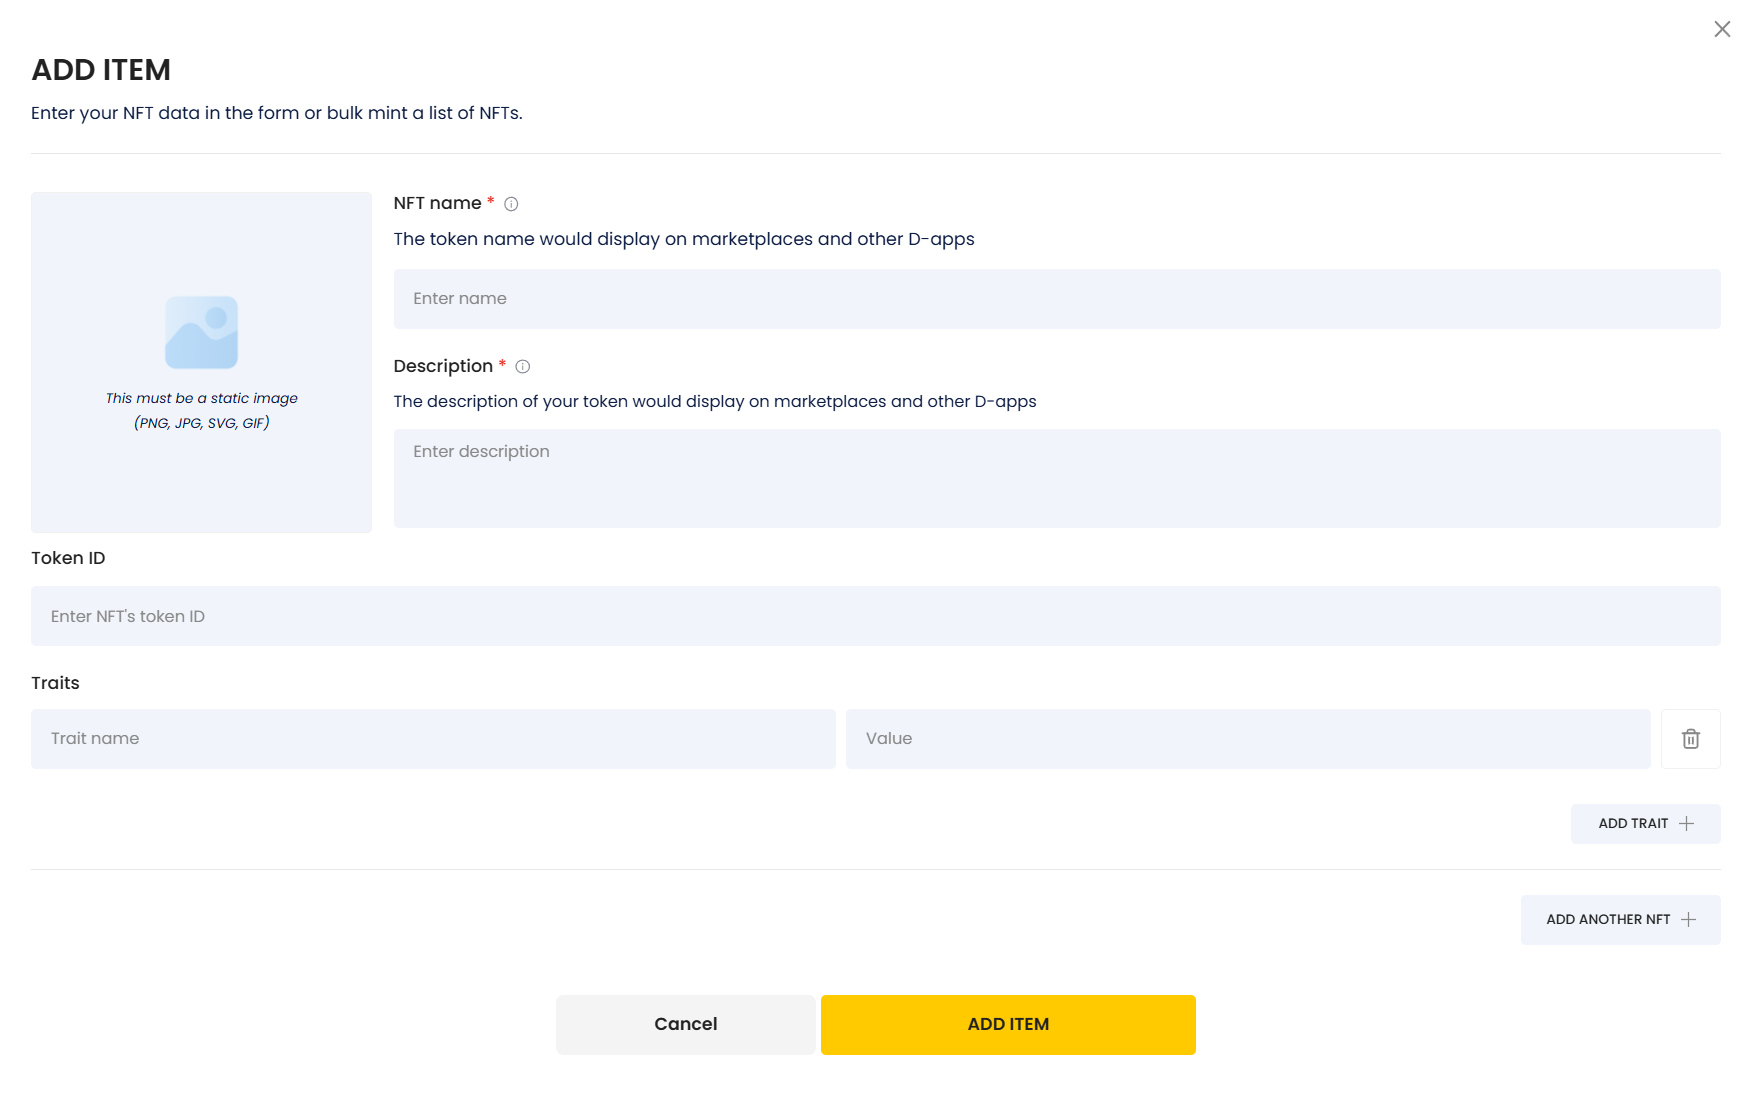 ADD ITEM
Enter your NFT data in the form or bulk mint a list of NFTs.
This must be a static image
(PNG, JPG, SVG, GIF)
NFT name *
The token name would display on marketplaces and other D-apps
Enter name
Description *
The description of your token would display on marketplaces and other D-apps
Enter description
Token ID
Enter NFT's token ID
Traits
Trait name
Value
ADD TRAIT
ADD ANOTHER NFT
Cancel
ADD ITEM